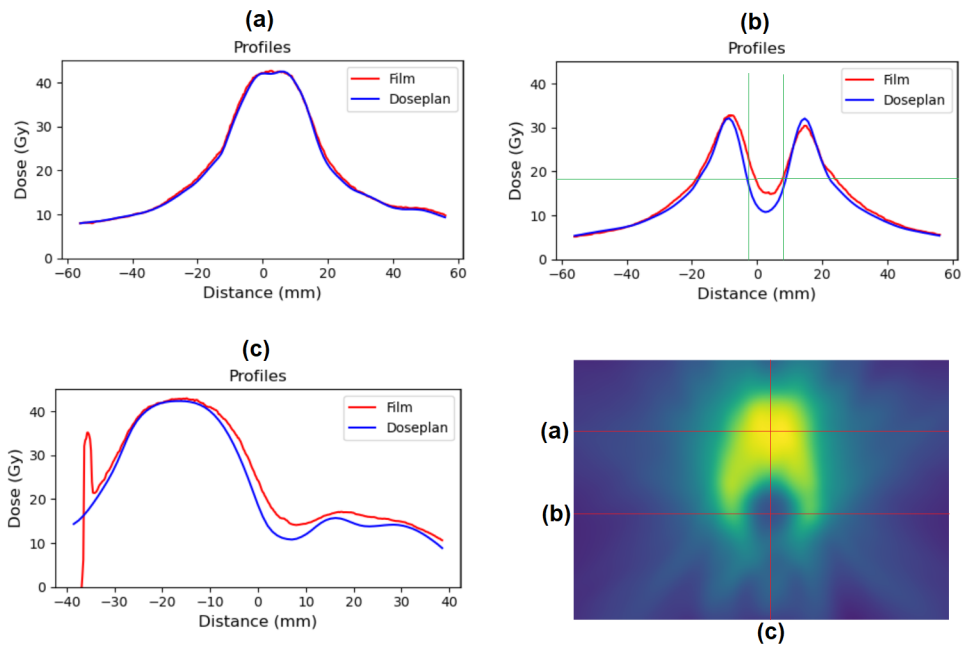 (a)
Profiles
Film
Doseplan
Dose (Gy)
40
30
20
10
0
−60
−40
−20
0
20
40
60
Distance (mm)
(b)
Profiles
Film
Doseplan
Dose (Gy)
40
30
20
10
0
−60
−40
−20
0
20
40
60
Distance (mm)
(c)
Profiles
Film
Doseplan
Dose (Gy)
40
30
20
10
0
−40
−30
−20
−10
0
10
20
30
40
Distance (mm)
(a)
(b)
(c)